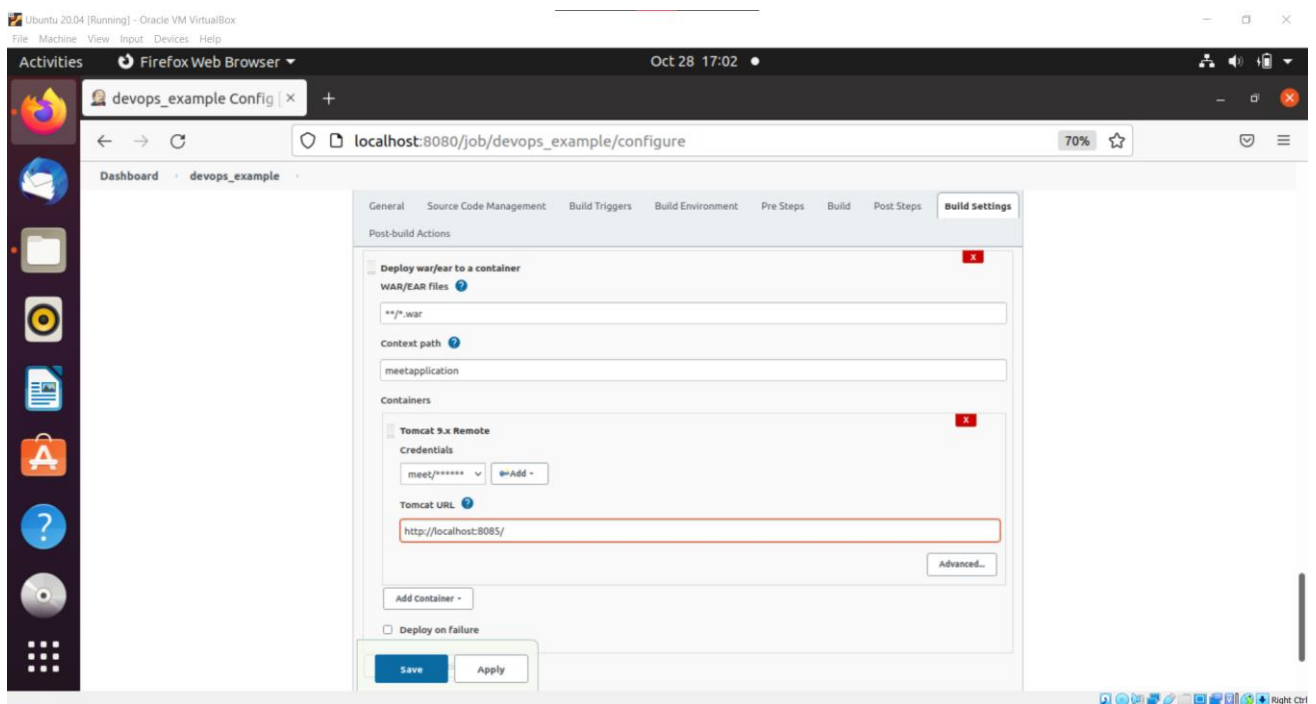 Ubuntu 20.04 [Running] - Oracle VM VirtualBox
File Machine View Input Devices Help
Activities Firefox Web Browser Oct 28 17:02
devops_example Config [
localhost:8080/job/devops_example/configure 70%
Dashboard devops_example
General Source Code Management Build Triggers Build Environment Pre Steps Build Post Steps Build Settings
Post-build Actions
X
Deploy war/ear to a container
WAR/EAR files ?
**/*.war
Context path ?
meetapplication
Containers
X
Tomcat 9.x Remote
Credentials
meet/****** Add
Tomcat URL ?
http://localhost:8085/
Advanced...
Add Container
Deploy on failure
Save Apply
Right Ctrl